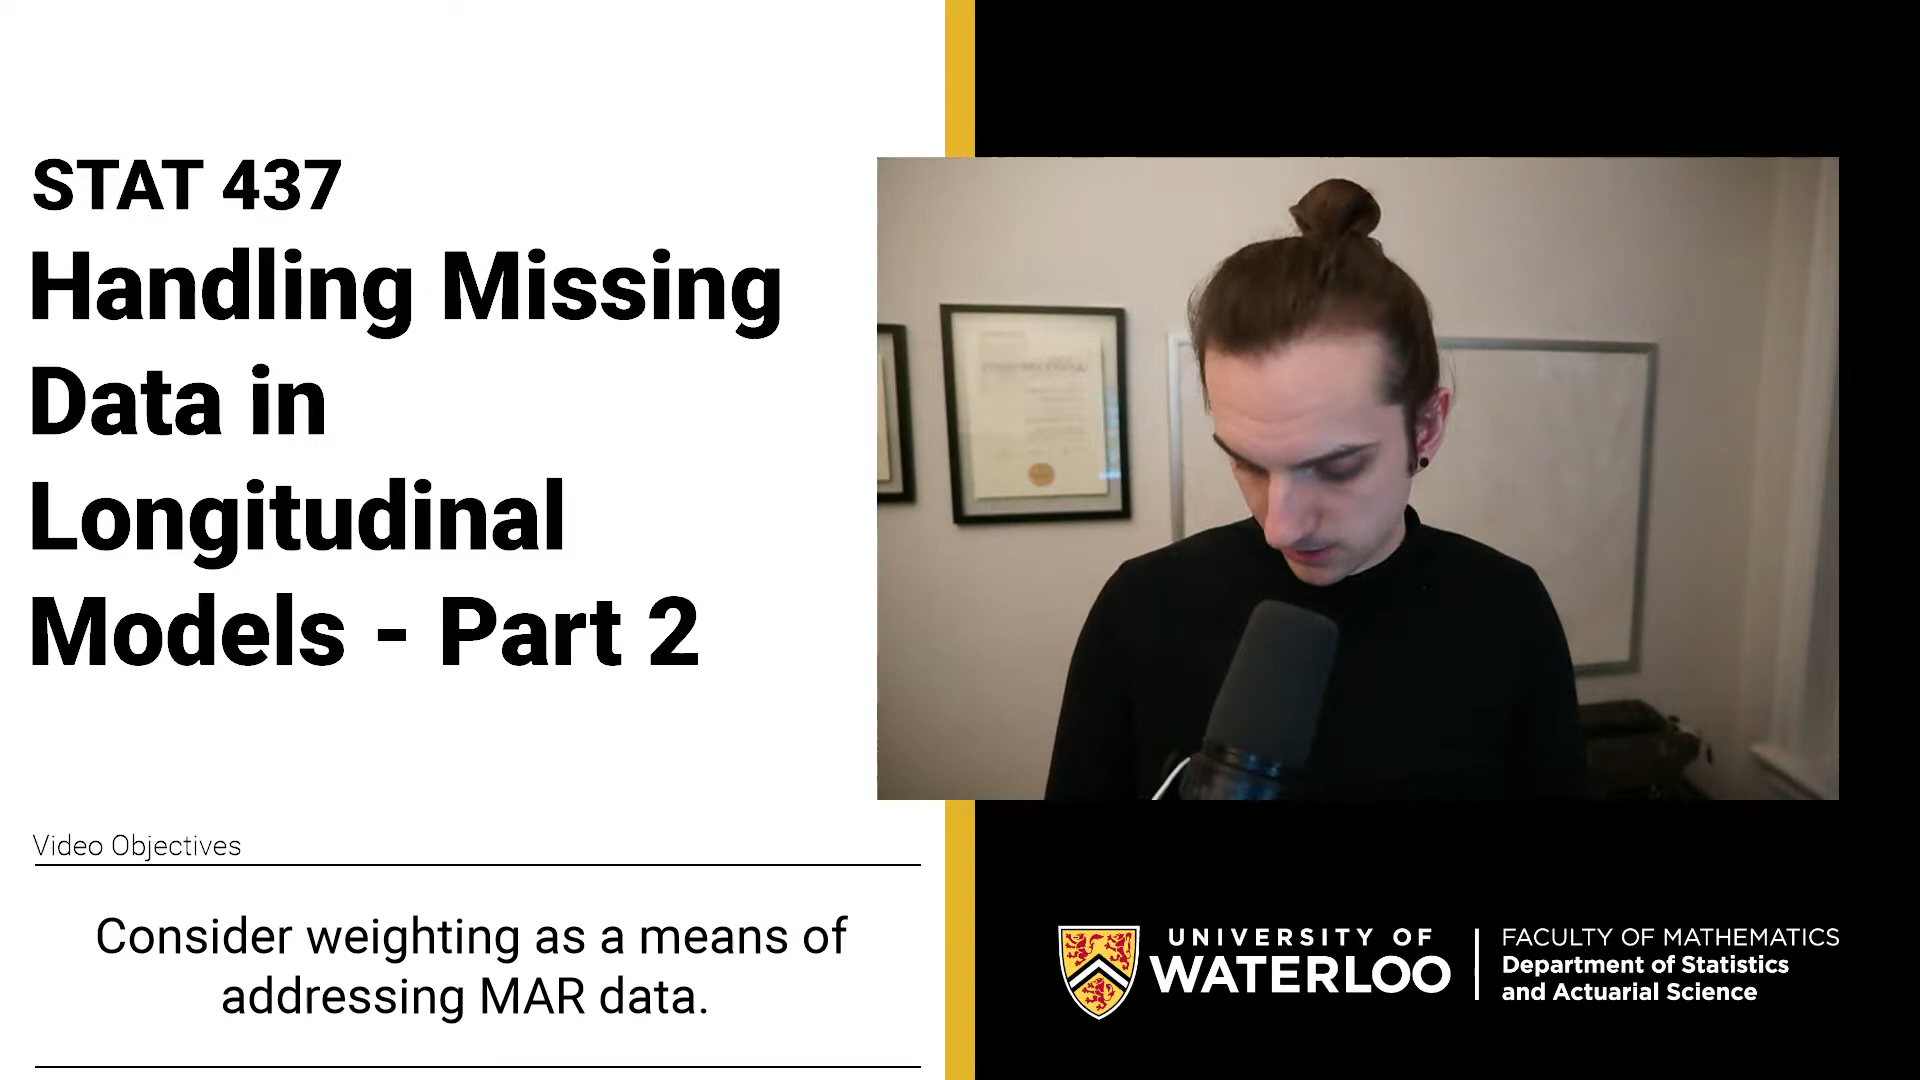 STAT 437
Handling Missing
Data in
Longitudinal
Models - Part 2
Video Objectives
Consider weighting as a means of
addressing MAR data.
UNIVERSITY OF
WATERLOO
FACULTY OF MATHEMATICS
Department of Statistics
and Actuarial Science